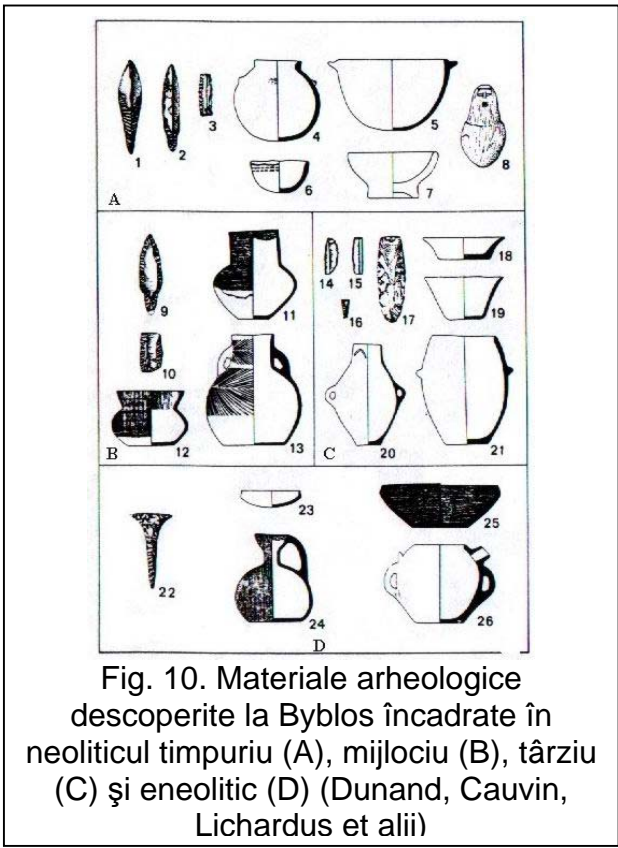 1 2 3 4 5 8
6 7
A
9 11 14 15 18
16 17 19
10
12 13 20 21
B C
22 23 25
24 26
D
Fig. 10. Materiale arheologice
descoperite la Byblos încadrate în
neoliticul timpuriu (A), mijlociu (B), târziu
(C) şi eneolitic (D) (Dunand, Cauvin,
Lichardus et alii)